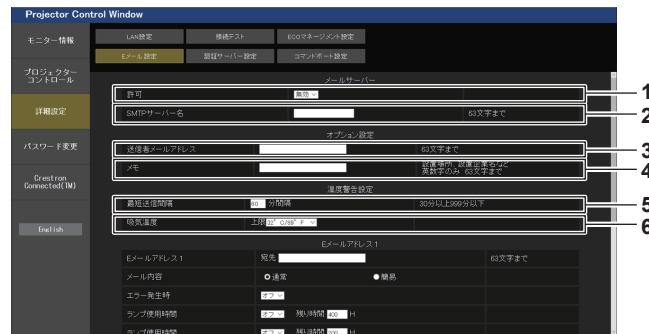 Projector Control Window
モニター情報
プロジェクター
コントロール
詳細設定
パスワード変更
Crestron
Connected(TM)
English
LAN設定 接続テスト ECOマネージメント設定
Eメール設定 認証サーバー設定 コマンドポート設定
メールサーバー
許可 無効 1
SMTPサーバー名 63文字まで 2
オプション設定
送信者メールアドレス 63文字まで 3
メモ 設置場所、設置企業名など
英数字のみ 63文字まで 4
温度警告設定
最短送信間隔 60 分間隔 30分以上999分以下 5
吸気温度 上限 32°C/89°F 6
Eメールアドレス1
Eメールアドレス1 宛先 63文字まで
メール内容 通常 簡易
エラー発生時 オフ
ランプ使用時間 オフ 残り時間 400 H
ランプ使用時間 オフ 残り時間 200 H